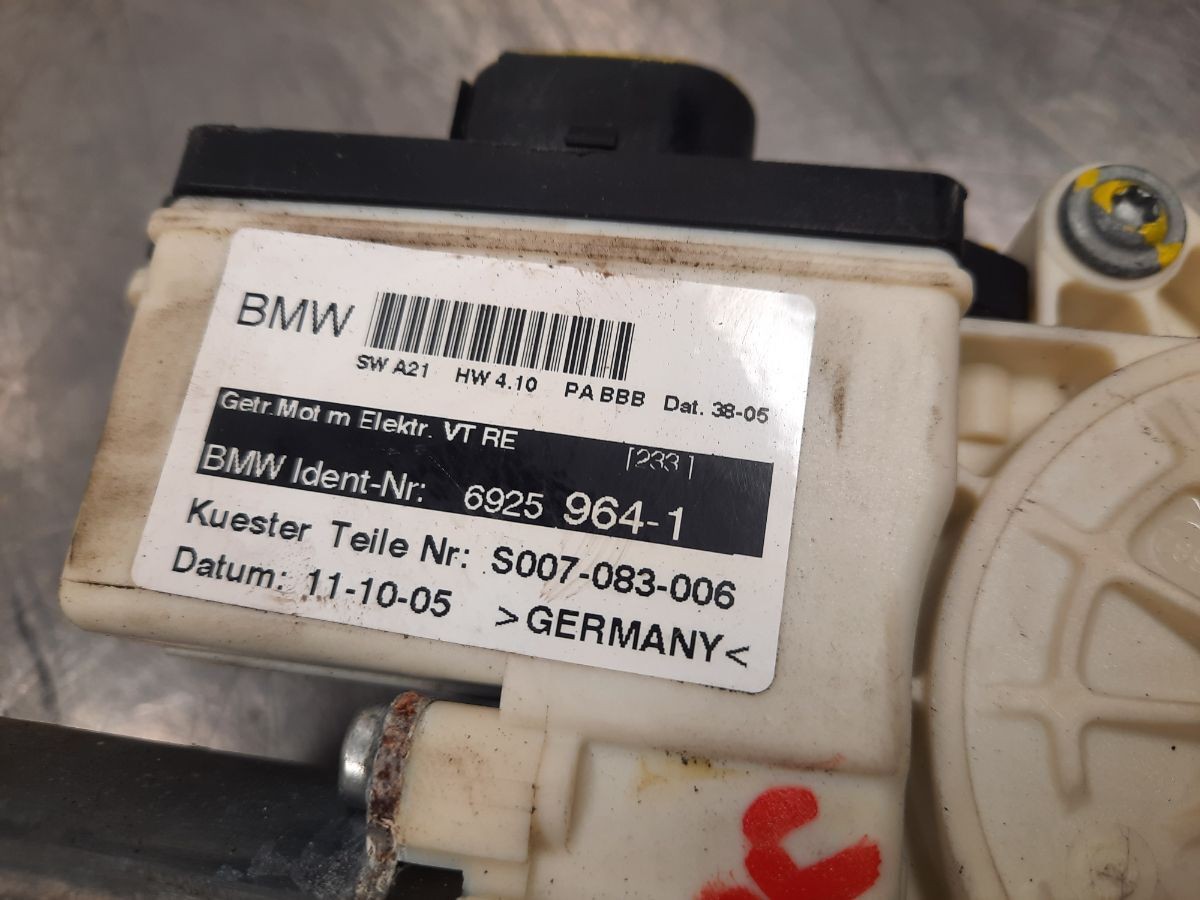 BMW
SW A21 HW 4.10 PA BBB Dat. 38-05
Getr.Mot m Elektr. VT RE [233]
BMW Ident-Nr: 6925 964-1
Kuester Teile Nr: S007-083-006
Datum: 11-10-05 >GERMANY<